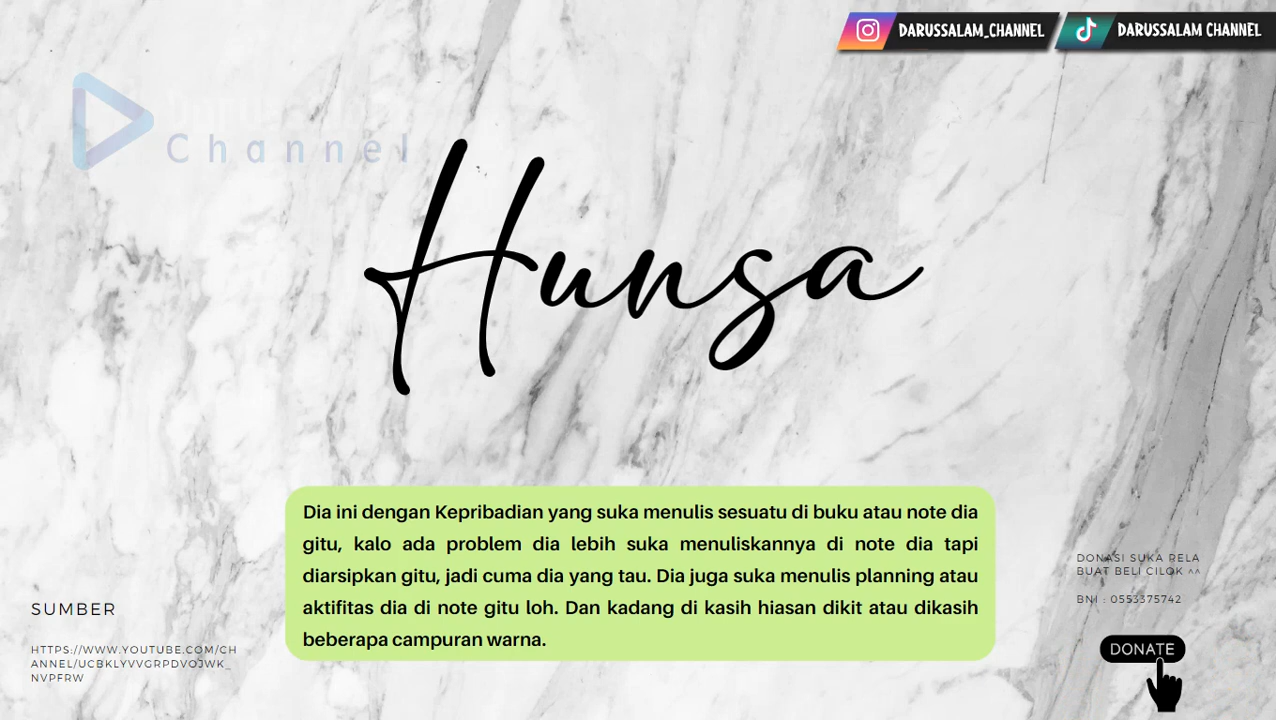 DARUSSALAM_CHANNEL
DARUSSALAM CHANNEL
Channel
Hunsa
Dia ini dengan Kepribadian yang suka menulis sesuatu di buku atau note dia
gitu, kalo ada problem dia lebih suka menuliskannya di note dia tapi
diarsipkan gitu, jadi cuma dia yang tau. Dia juga suka menulis planning atau
aktifitas dia di note gitu loh. Dan kadang di kasih hiasan dikit atau dikasih
beberapa campuran warna.
DONASI SUKA RELA
BUAT BELI CILOK ^^
BNI : 0553375742
DONATE
SUMBER
HTTPS://WWW.YOUTUBE.COM/CH
ANNEL/UCBKLYVVGRPDVOJWK_
NVPFRW